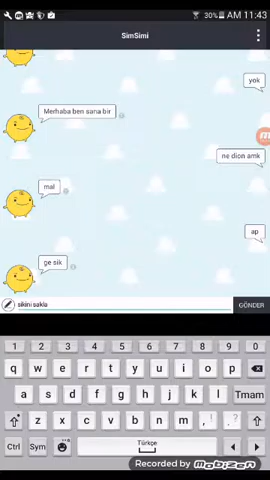 30% AM 11:43
SimSimi
yok
Merhaba ben sana bir
ne dion amk
mal
ap
ge sik
sikini sakla
GÖNDER
1 2 3 4 5 6 7 8 9 0
q w e r t y u i o p
a s d f g h j k l Tamam
z x c v b n m , ! . ?
Ctrl Sym Türkçe
Recorded by Mobizen